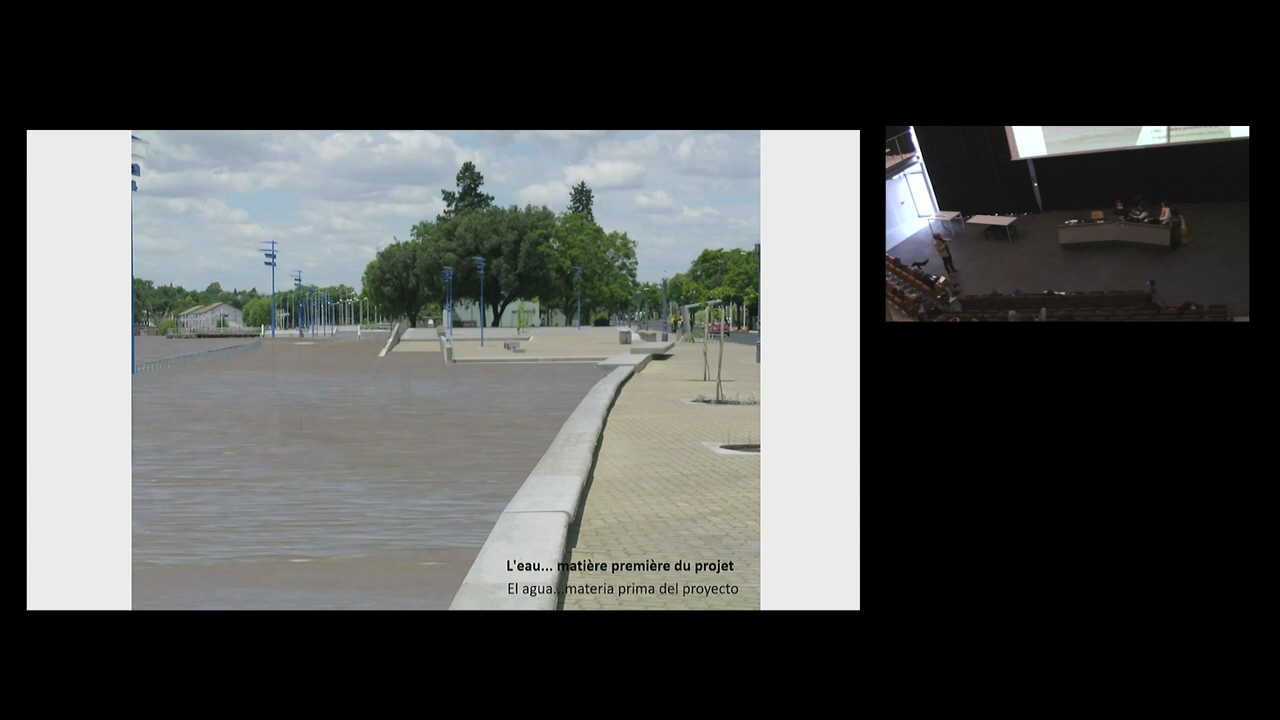 L'eau... matière première du projet
El agua...materia prima del proyecto